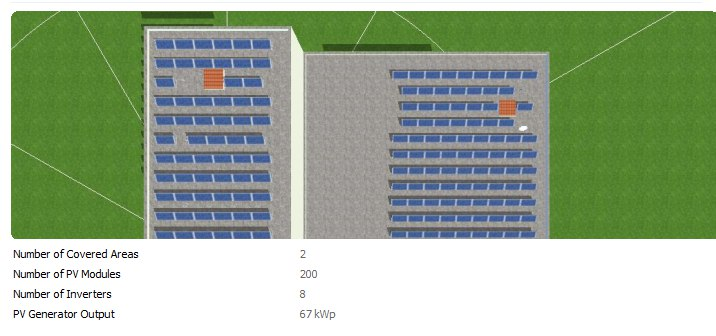 Number of Covered Areas 2
Number of PV Modules 200
Number of Inverters 8
PV Generator Output 67 kWp